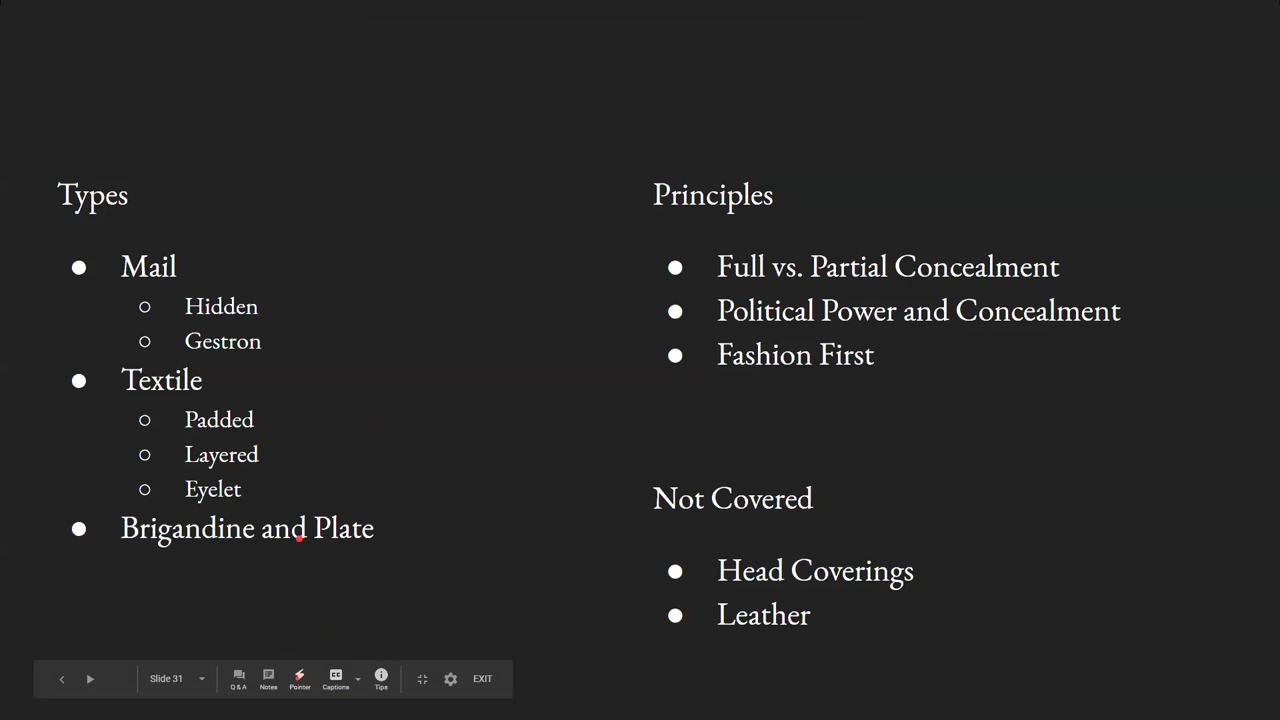 Types
● Mail
○ Hidden
○ Gestron
● Textile
○ Padded
○ Layered
○ Eyelet
● Brigandine and Plate
Principles
● Full vs. Partial Concealment
● Political Power and Concealment
● Fashion First
Not Covered
● Head Coverings
● Leather
Slide 31
Q & A
Notes
Pointer
CC
Captions
Tips
EXIT